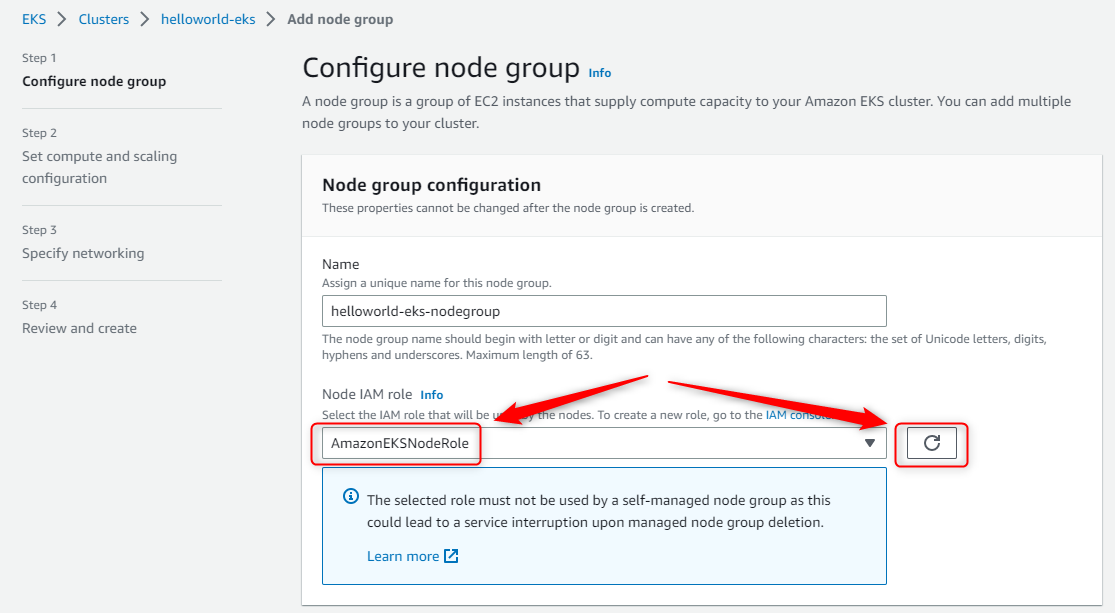 EKS > Clusters > helloworld-eks > Add node group
Step 1
Configure node group
Step 2
Set compute and scaling
configuration
Step 3
Specify networking
Step 4
Review and create
Configure node group Info
A node group is a group of EC2 instances that supply compute capacity to your Amazon EKS cluster. You can add multiple
node groups to your cluster.
Node group configuration
These properties cannot be changed after the node group is created.
Name
Assign a unique name for this node group.
helloworld-eks-nodegroup
The node group name should begin with letter or digit and can have any of the following characters: the set of Unicode letters, digits,
hyphens and underscores. Maximum length of 63.
Node IAM role Info
Select the IAM role that will be by the nodes. To create a new role, go to the IAM console
AmazonEKSNodeRole
The selected role must not be used by a self-managed node group as this
could lead to a service interruption upon managed node group deletion.
Learn more